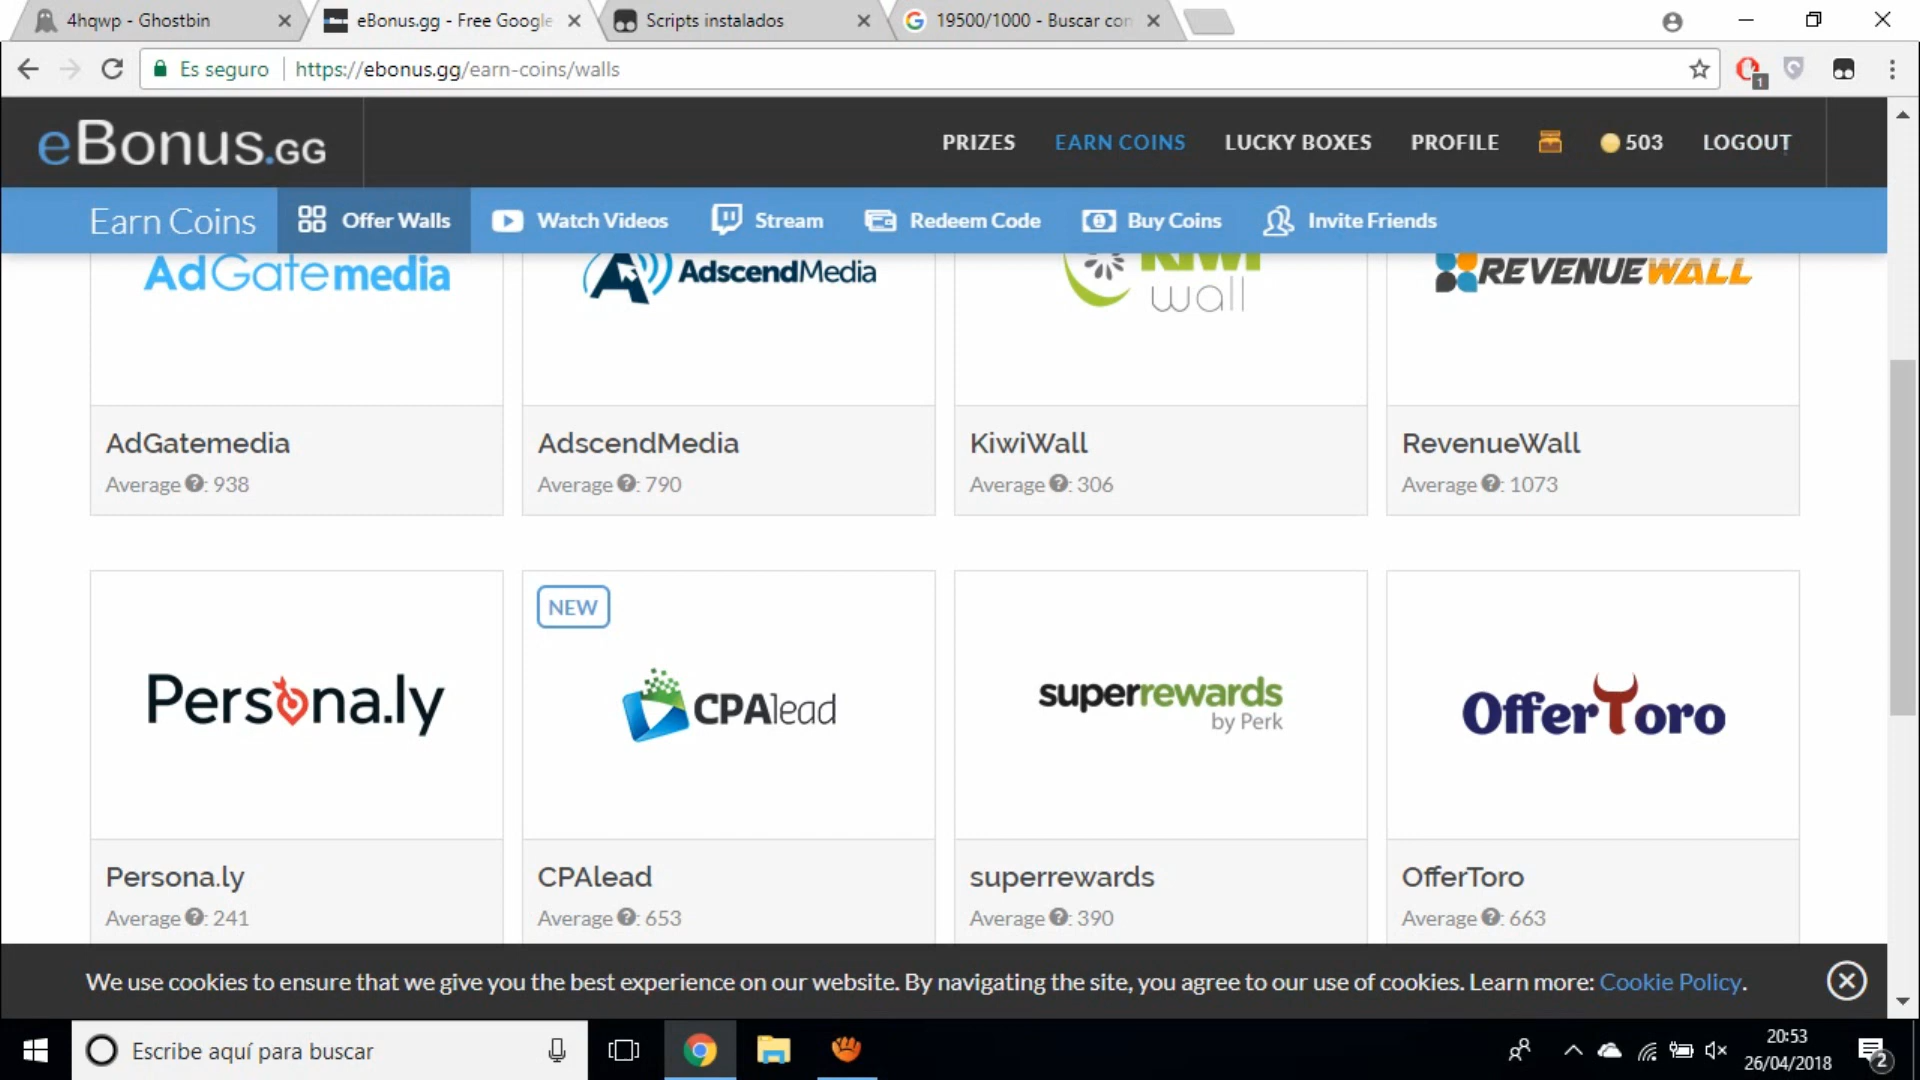 4hqwp - Ghostbin
eBonus.gg - Free Google
Scripts instalados
19500/1000 - Buscar con
Es seguro
https://ebonus.gg/earn-coins/walls
1
eBonus.GG
PRIZES
EARN COINS
LUCKY BOXES
PROFILE
503
LOGOUT
Earn Coins
Offer Walls
Watch Videos
Stream
Redeem Code
Buy Coins
Invite Friends
AdGatemedia
AdscendMedia
KIWI
wall
REVENUEWALL
AdGatemedia
Average ?: 938
AdscendMedia
Average ?: 790
KiwiWall
Average ?: 306
RevenueWall
Average ?: 1073
Persona.ly
NEW
CPAlead
superrewards
by Perk
OfferToro
Persona.ly
Average ?: 241
CPAlead
Average ?: 653
superrewards
Average ?: 390
OfferToro
Average ?: 663
We use cookies to ensure that we give you the best experience on our website. By navigating the site, you agree to our use of cookies. Learn more: Cookie Policy.
Escribe aquí para buscar
20:53
26/04/2018
2